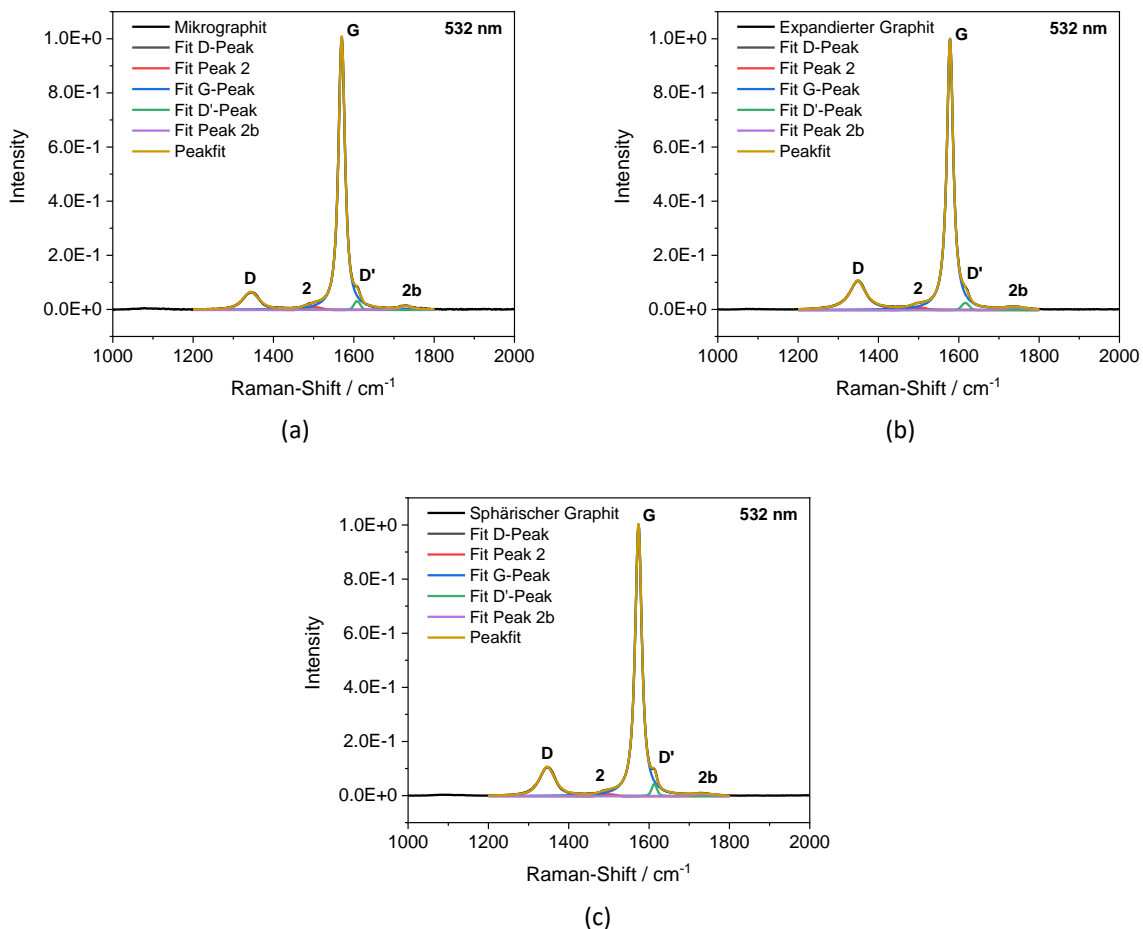 Mikrographit
Fit D-Peak
Fit Peak 2
Fit G-Peak
Fit D'-Peak
Fit Peak 2b
Peakfit
532 nm
G
D
2
D'
2b
1.0E+0
8.0E-1
6.0E-1
4.0E-1
2.0E-1
0.0E+0
Intensity
1000 1200 1400 1600 1800 2000
Raman-Shift / cm⁻¹
(a)
Expandierter Graphit
Fit D-Peak
Fit Peak 2
Fit G-Peak
Fit D'-Peak
Fit Peak 2b
Peakfit
532 nm
G
D
2
D'
2b
1.0E+0
8.0E-1
6.0E-1
4.0E-1
2.0E-1
0.0E+0
Intensity
1000 1200 1400 1600 1800 2000
Raman-Shift / cm⁻¹
(b)
Sphärischer Graphit
Fit D-Peak
Fit Peak 2
Fit G-Peak
Fit D'-Peak
Fit Peak 2b
Peakfit
532 nm
G
D
2
D'
2b
1.0E+0
8.0E-1
6.0E-1
4.0E-1
2.0E-1
0.0E+0
Intensity
1000 1200 1400 1600 1800 2000
Raman-Shift / cm⁻¹
(c)